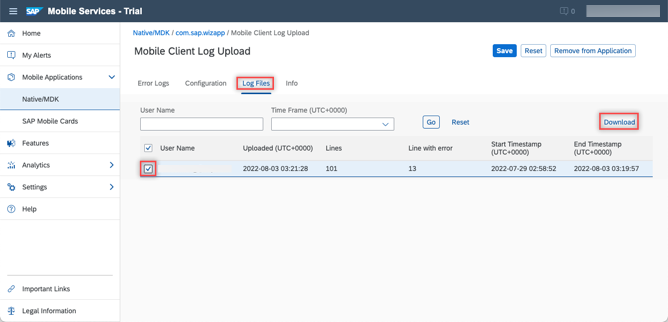 SAP Mobile Services - Trial
0
Home
My Alerts
Mobile Applications
Native/MDK
SAP Mobile Cards
Features
Analytics
Settings
Help
Important Links
Legal Information
Native/MDK / com.sap.wizapp / Mobile Client Log Upload
Mobile Client Log Upload
Save Reset Remove from Application
Error Logs Configuration Log Files Info
User Name Time Frame (UTC+0000)
Go Reset Download
User Name Uploaded (UTC+0000) Lines Line with error Start Timestamp (UTC+0000) End Timestamp (UTC+0000)
2022-08-03 03:21:28 101 13 2022-07-29 02:58:52 2022-08-03 03:19:57